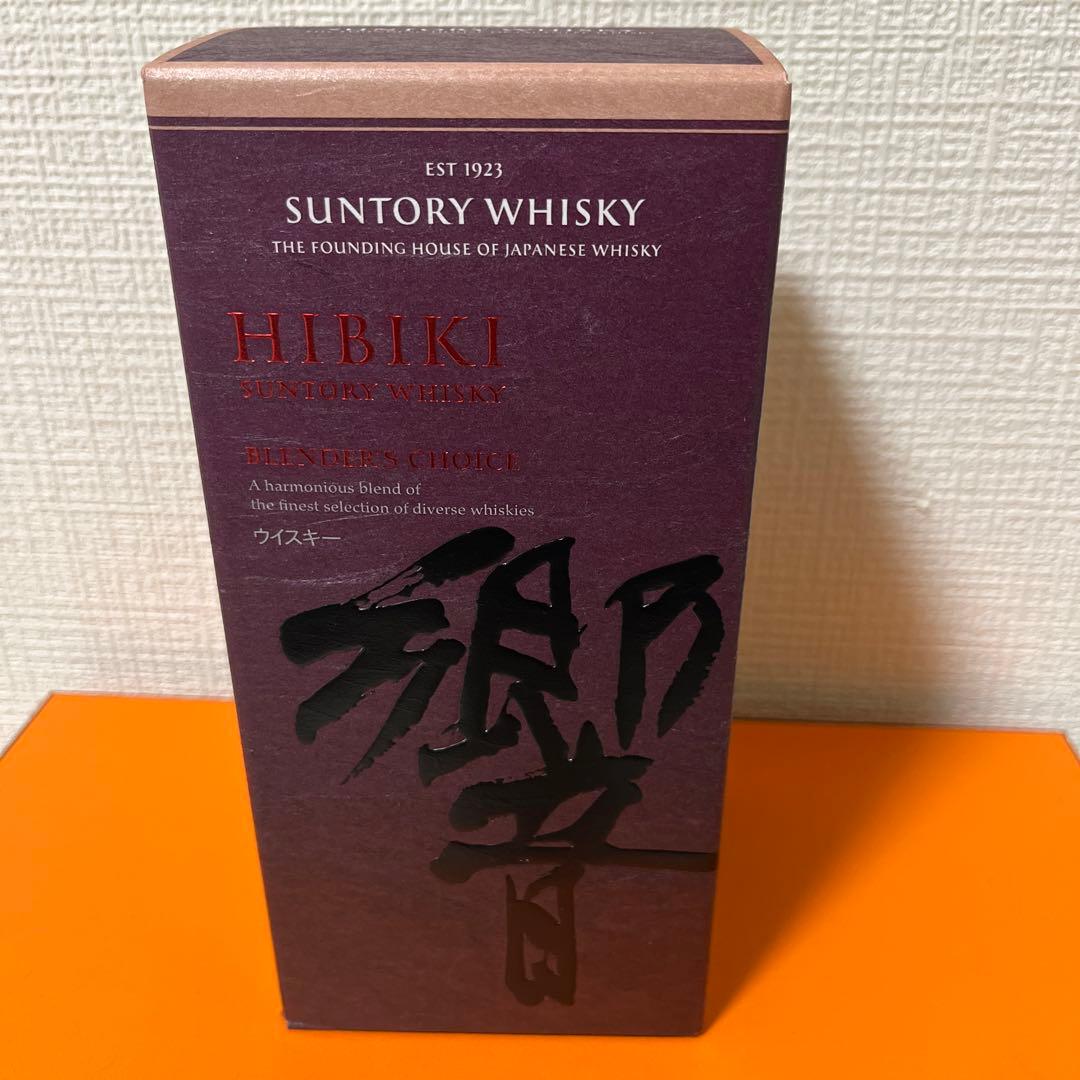 EST 1923
SUNTORY WHISKY
THE FOUNDING HOUSE OF JAPANESE WHISKY
HIBIKI
SUNTORY WHISKY
BLENDER'S CHOICE
A harmonious blend of
the finest selection of diverse whiskies
ウイスキー
響